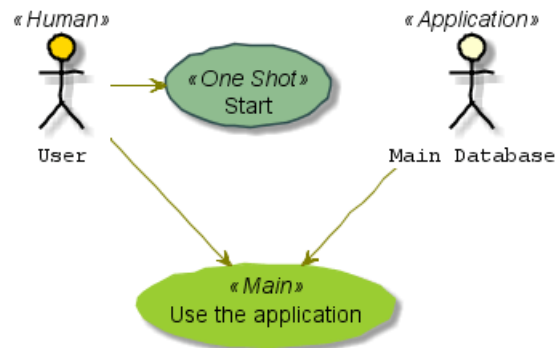 «Human»
User
«One Shot»
Start
«Application»
Main Database
«Main»
Use the application